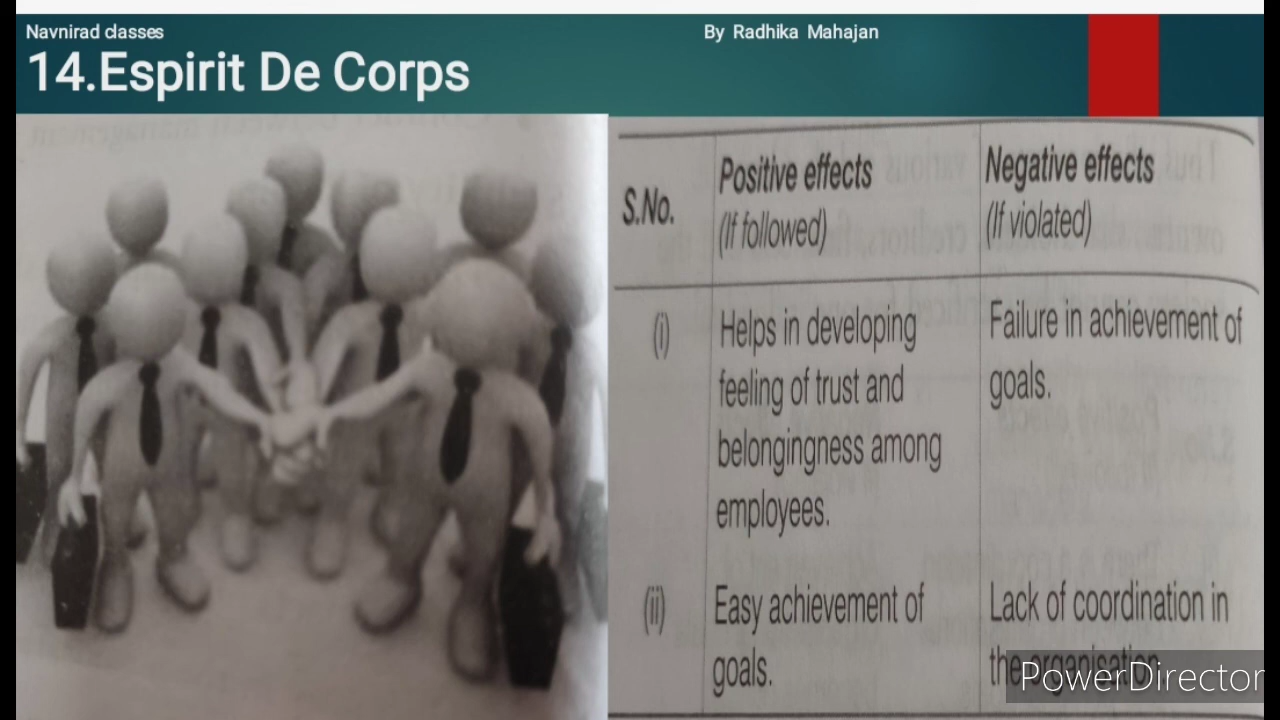 Navnirad classes
By Radhika Mahajan
14.Espirit De Corps
S.No.
Positive effects
(If followed)
Negative effects
(If violated)
(i)
Helps in developing
feeling of trust and
belongingness among
employees.
Failure in achievement of
goals.
(ii)
Easy achievement of
goals.
Lack of coordination in
the organisation.
PowerDirector